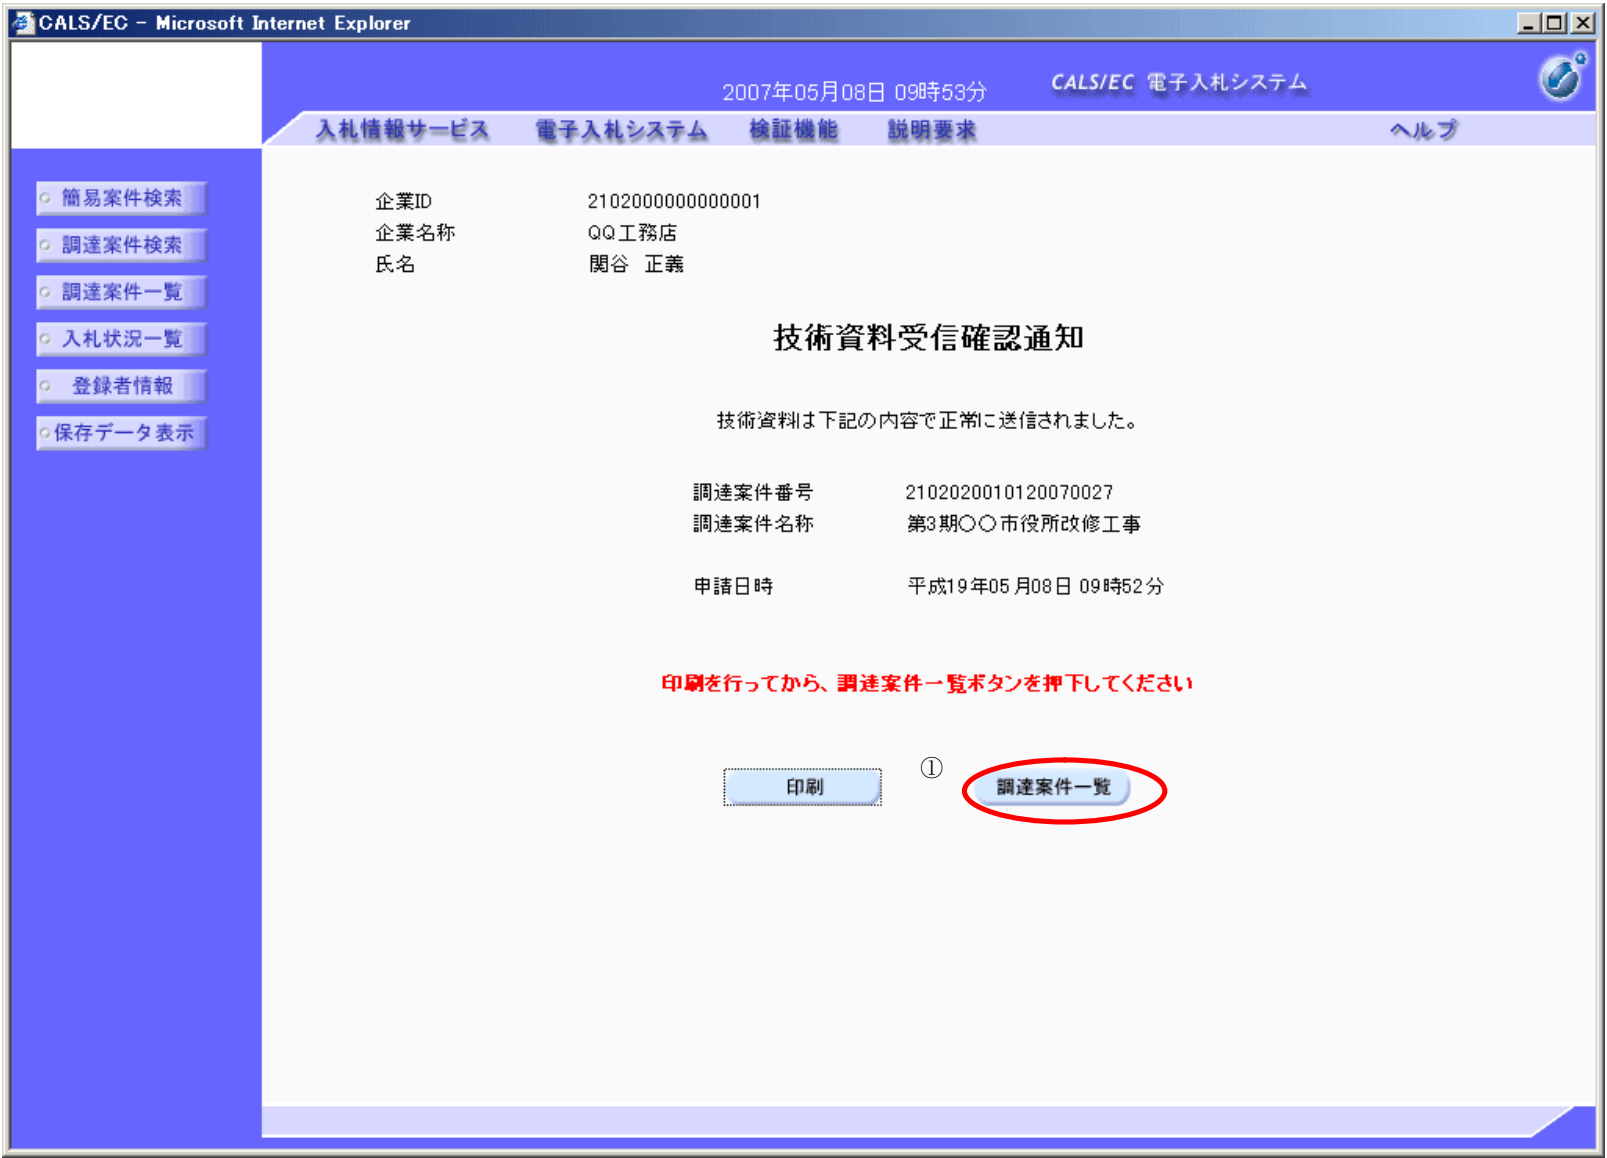 CALS/EC - Microsoft Internet Explorer
2007年05月08日 09時53分
CALS/EC 電子入札システム
入札情報サービス 電子入札システム 検証機能 説明要求 ヘルプ
簡易案件検索
調達案件検索
調達案件一覧
入札状況一覧
登録者情報
保存データ表示
企業ID 2102000000000001
企業名称 QQ工務店
氏名 関谷 正義
技術資料受信確認通知
技術資料は下記の内容で正常に送信されました。
調達案件番号 2102020010120070027
調達案件名称 第3期〇〇市役所改修工事
申請日時 平成19年05月08日 09時52分
印刷を行ってから、調達案件一覧ボタンを押下してください
印刷 ① 調達案件一覧